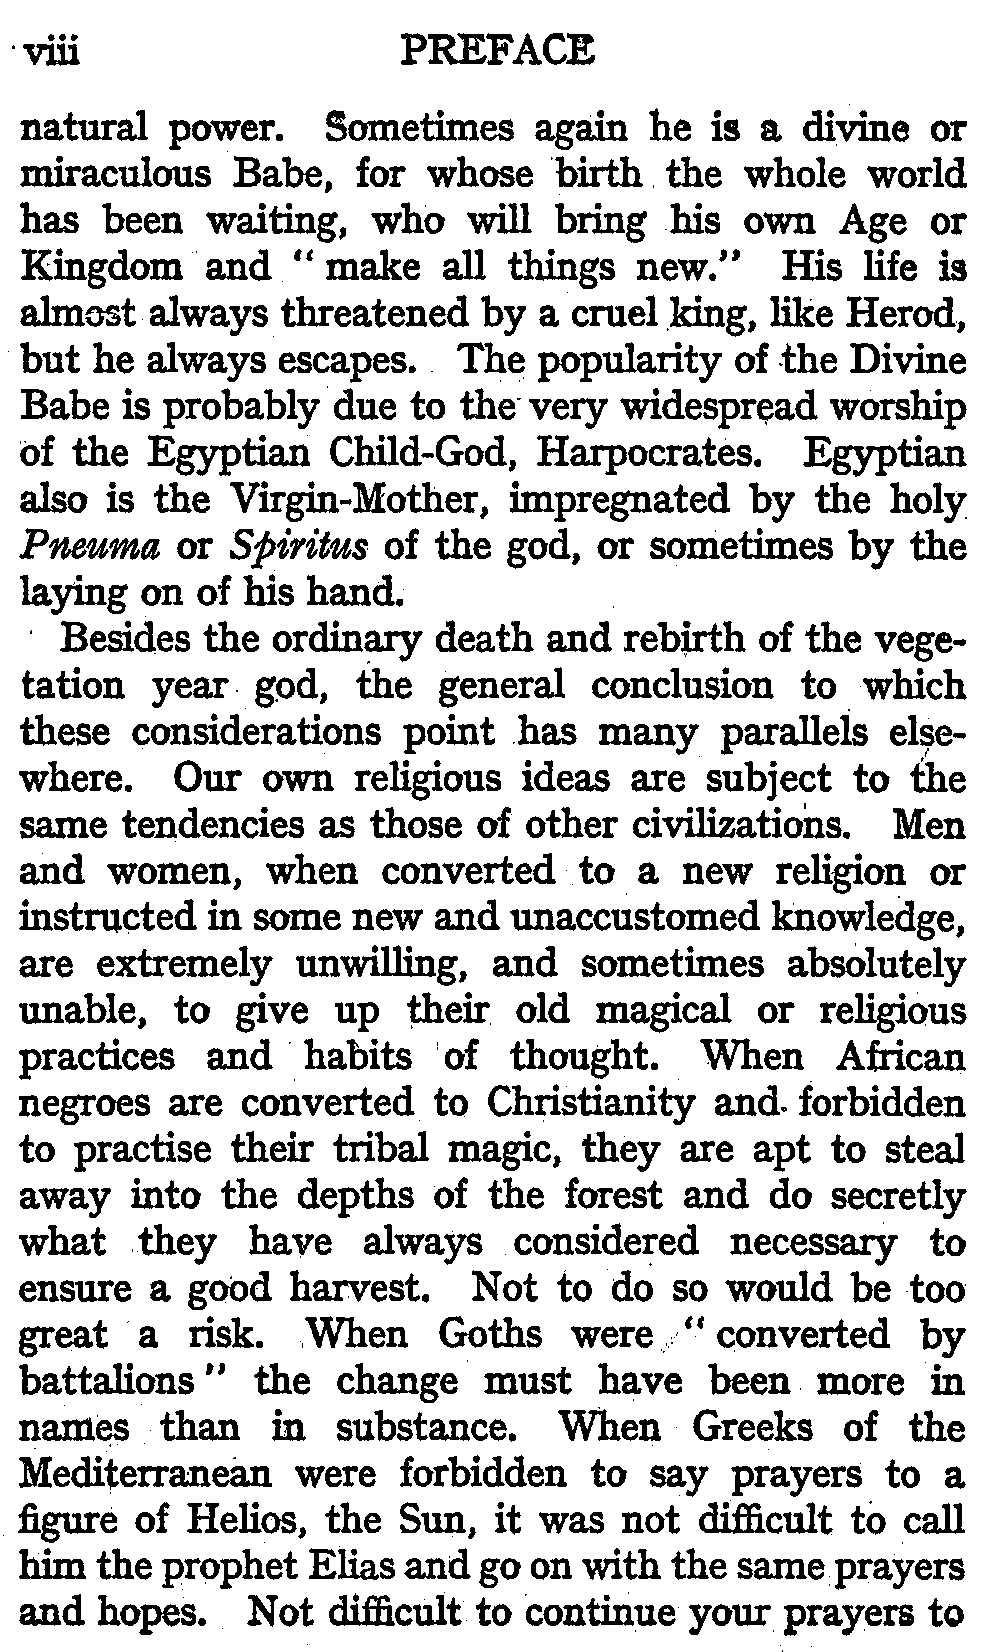 viii PREFACE
natural power. Sometimes again he is a divine or
miraculous Babe, for whose birth the whole world
has been waiting, who will bring his own Age or
Kingdom and “make all things new.” His life is
almost always threatened by a cruel king, like Herod,
but he always escapes. The popularity of the Divine
Babe is probably due to the very widespread worship
of the Egyptian Child-God, Harpocrates. Egyptian
also is the Virgin-Mother, impregnated by the holy
Pneuma or Spiritus of the god, or sometimes by the
laying on of his hand.
Besides the ordinary death and rebirth of the vege-
tation year god, the general conclusion to which
these considerations point has many parallels else-
where. Our own religious ideas are subject to the
same tendencies as those of other civilizations. Men
and women, when converted to a new religion or
instructed in some new and unaccustomed knowledge,
are extremely unwilling, and sometimes absolutely
unable, to give up their old magical or religious
practices and habits of thought. When African
negroes are converted to Christianity and forbidden
to practise their tribal magic, they are apt to steal
away into the depths of the forest and do secretly
what they have always considered necessary to
ensure a good harvest. Not to do so would be too
great a risk. When Goths were “converted by
battalions” the change must have been more in
names than in substance. When Greeks of the
Mediterranean were forbidden to say prayers to a
figure of Helios, the Sun, it was not difficult to call
him the prophet Elias and go on with the same prayers
and hopes. Not difficult to continue your prayers to